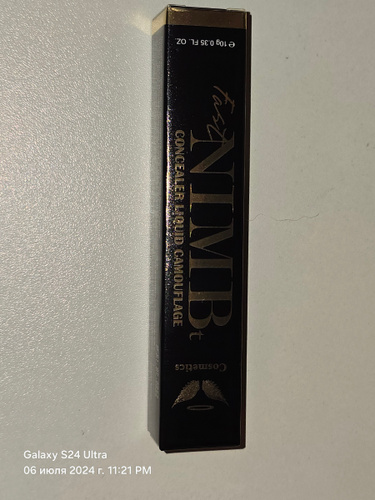 ℮ 10g 0.35 FL. OZ.
fast
NIMBt
CONCEALER LIQUID CAMOUFLAGE
Cosmetics
Galaxy S24 Ultra
06 июля 2024 г. 11:21 PM